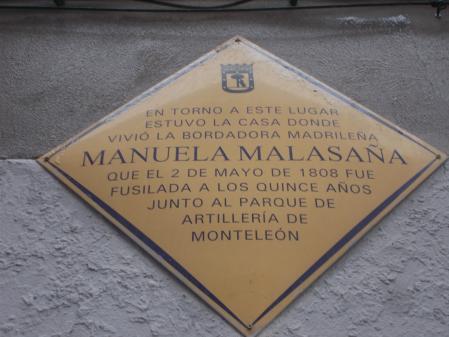 EN TORNO A ESTE LUGAR
ESTUVO LA CASA DONDE
VIVIÓ LA BORDADORA MADRILEÑA
MANUELA MALASAÑA
QUE EL 2 DE MAYO DE 1808 FUE
FUSILADA A LOS QUINCE AÑOS
JUNTO AL PARQUE DE
ARTILLERÍA DE
MONTELEÓN